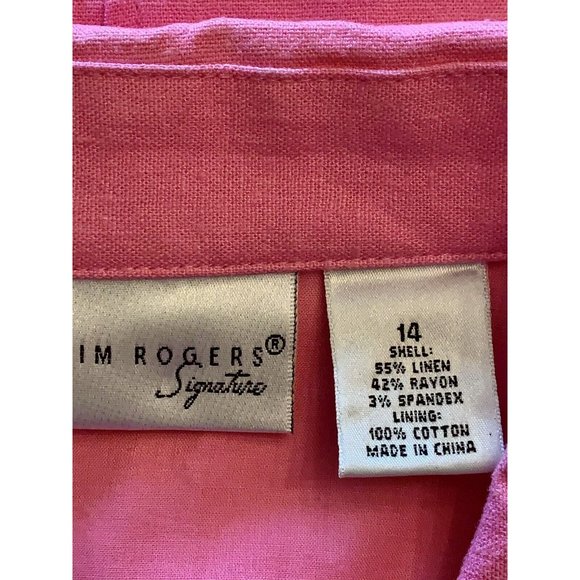 IM ROGERS®
Signature
14
SHELL:
55% LINEN
42% RAYON
3% SPANDEX
LINING:
100% COTTON
MADE IN CHINA